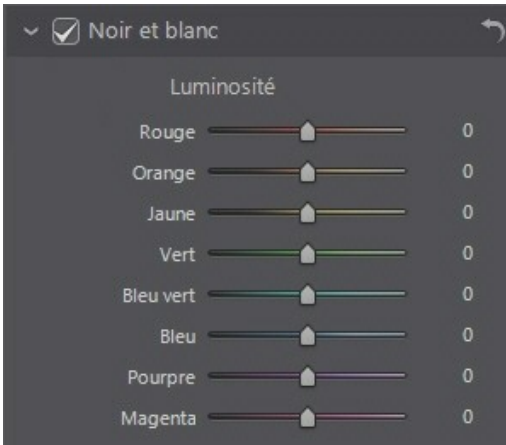 Noir et blanc
Luminosité
Rouge 0
Orange 0
Jaune 0
Vert 0
Bleu vert 0
Bleu 0
Pourpre 0
Magenta 0